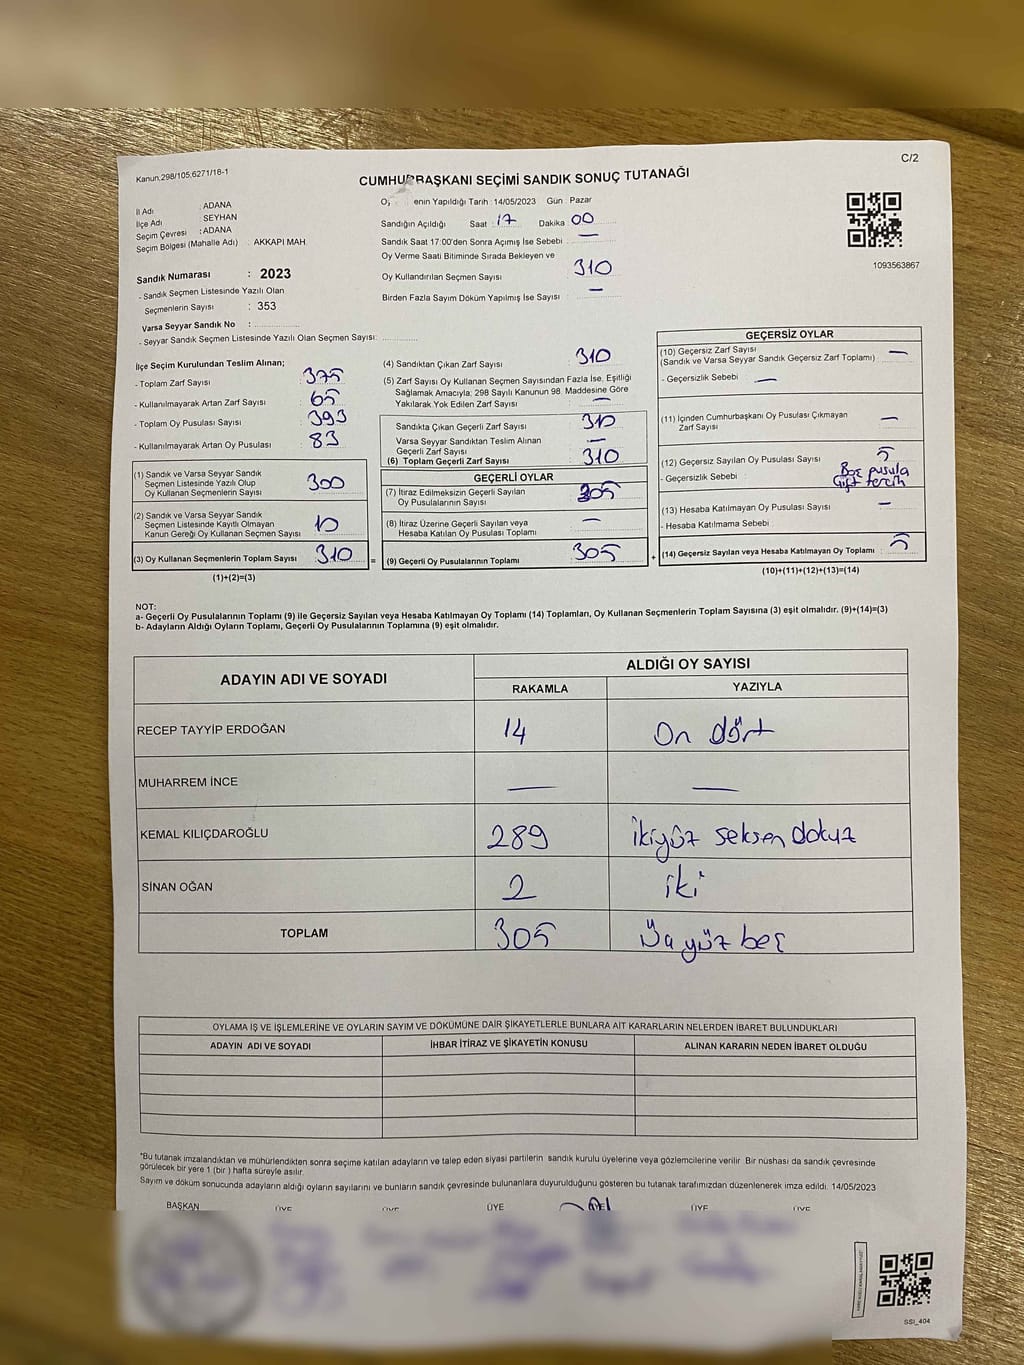 C/2
Kanun.298/105,6271/18-1
CUMHURBAŞKANI SEÇİMİ SANDIK SONUÇ TUTANAĞI
İl Adı : ADANA
İlçe Adı : SEYHAN
Seçim Çevresi : ADANA
Seçim Bölgesi (Mahalle Adı) : AKKAPI MAH.
Sandık Numarası : 2023
- Sandık Seçmen Listesinde Yazılı Olan
Seçmenlerin Sayısı : 353
Varsa Seyyar Sandık No :
- Seyyar Sandık Seçmen Listesinde Yazılı Olan Seçmen Sayısı:
O enin Yapıldığı Tarih :14/05/2023 Gün : Pazar
Sandığın Açıldığı Saat : 17 Dakika : 00
Sandık Saat 17:00'den Sonra Açımış İse Sebebi : —
Oy Verme Saati Bitiminde Sırada Bekleyen ve
Oy Kullandırılan Seçmen Sayısı : 310
Birden Fazla Sayım Döküm Yapılmış İse Sayısı : —
1093563867
İlçe Seçim Kurulundan Teslim Alınan;
- Toplam Zarf Sayısı : 375
- Kullanılmayarak Artan Zarf Sayısı : 65
- Toplam Oy Pusulası Sayısı : 393
- Kullanılmayarak Artan Oy Pusulası : 83
(1) Sandık ve Varsa Seyyar Sandık
Seçmen Listesinde Yazılı Olup
Oy Kullanan Seçmenlerin Sayısı : 300
(2) Sandık ve Varsa Seyyar Sandık
Seçmen Listesinde Kayıtlı Olmayan
Kanun Gereği Oy Kullanan Seçmen Sayısı : 10
(3) Oy Kullanan Seçmenlerin Toplam Sayısı : 310
(1)+(2)=(3)
(4) Sandıktan Çıkan Zarf Sayısı : 310
(5) Zarf Sayısı Oy Kullanan Seçmen Sayısından Fazla İse, Eşitliği
Sağlamak Amacıyla; 298 Sayılı Kanunun 98. Maddesine Göre
Yakılarak Yok Edilen Zarf Sayısı : —
Sandıkta Çıkan Geçerli Zarf Sayısı : 310
Varsa Seyyar Sandıktan Teslim Alınan
Geçerli Zarf Sayısı : —
(6) Toplam Geçerli Zarf Sayısı : 310
GEÇERLİ OYLAR
(7) İtiraz Edilmeksizin Geçerli Sayılan
Oy Pusulalarının Sayısı : 305
(8) İtiraz Üzerine Geçerli Sayılan veya
Hesaba Katılan Oy Pusulası Toplamı : —
= (9) Geçerli Oy Pusulalarının Toplamı : 305
GEÇERSİZ OYLAR
(10) Geçersiz Zarf Sayısı : —
(Sandık ve Varsa Seyyar Sandık Geçersiz Zarf Toplamı)
- Geçersizlik Sebebi : —
(11) İçinden Cumhurbaşkanı Oy Pusulası Çıkmayan
Zarf Sayısı : —
(12) Geçersiz Sayılan Oy Pusulası Sayısı : 5
- Geçersizlik Sebebi : Boş pusula
Çift tercih
(13) Hesaba Katılmayan Oy Pusulası Sayısı : —
- Hesaba Katılmama Sebebi :
+ (14) Geçersiz Sayılan veya Hesaba Katılmayan Oy Toplamı : 5
(10)+(11)+(12)+(13)=(14)
NOT:
a- Geçerli Oy Pusulalarının Toplamı (9) ile Geçersiz Sayılan veya Hesaba Katılmayan Oy Toplamı (14) Toplamları, Oy Kullanan Seçmenlerin Toplam Sayısına (3) eşit olmalıdır. (9)+(14)=(3)
b- Adayların Aldığı Oyların Toplamı, Geçerli Oy Pusulalarının Toplamına (9) eşit olmalıdır.
ADAYIN ADI VE SOYADI
ALDIĞI OY SAYISI
RAKAMLA YAZIYLA
RECEP TAYYİP ERDOĞAN 14 On dört
MUHARREM İNCE — —
KEMAL KILIÇDAROĞLU 289 ikiyüz seksen dokuz
SİNAN OĞAN 2 iki
TOPLAM 305 Üçyüz beş
OYLAMA İŞ VE İŞLEMLERİNE VE OYLARIN SAYIM VE DÖKÜMÜNE DAİR ŞİKAYETLERLE BUNLARA AİT KARARLARIN NELERDEN İBARET BULUNDUKLARI
ADAYIN ADI VE SOYADI İHBAR İTİRAZ VE ŞİKAYETİN KONUSU ALINAN KARARIN NEDEN İBARET OLDUĞU
*Bu tutanak imzalandıktan ve mühürlendikten sonra seçime katılan adayların ve talep eden siyasi partilerin sandık kurulu üyelerine veya gözlemcilerine verilir. Bir nüshası da sandık çevresinde
görülecek bir yere 1 (bir ) hafta süreyle asılır.
Sayım ve döküm sonucunda adayların aldığı oyların sayılarını ve bunların sandık çevresinde bulunanlara duyurulduğunu gösteren bu tutanak tarafımızdan düzenlenerek imza edildi. 14/05/2023
BAŞKAN ÜYE ÜYE ÜYE ÜYE ÜYE ÜYE
SSI_404